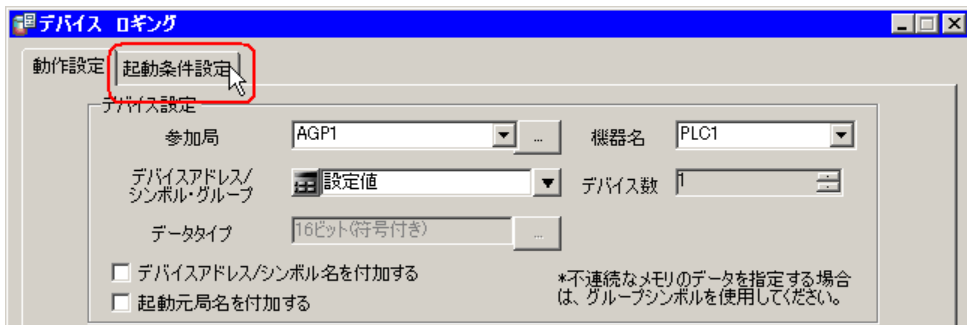 デバイス ロギング
動作設定 起動条件設定
デバイス設定
参加局 AGP1 ... 機器名 PLC1
デバイスアドレス/
シンボル・グループ 設定値 デバイス数 1
データタイプ 16ビット(符号付き) ...
デバイスアドレス/シンボル名を付加する
起動元局名を付加する
*不連続なメモリのデータを指定する場合
は、グループシンボルを使用してください。